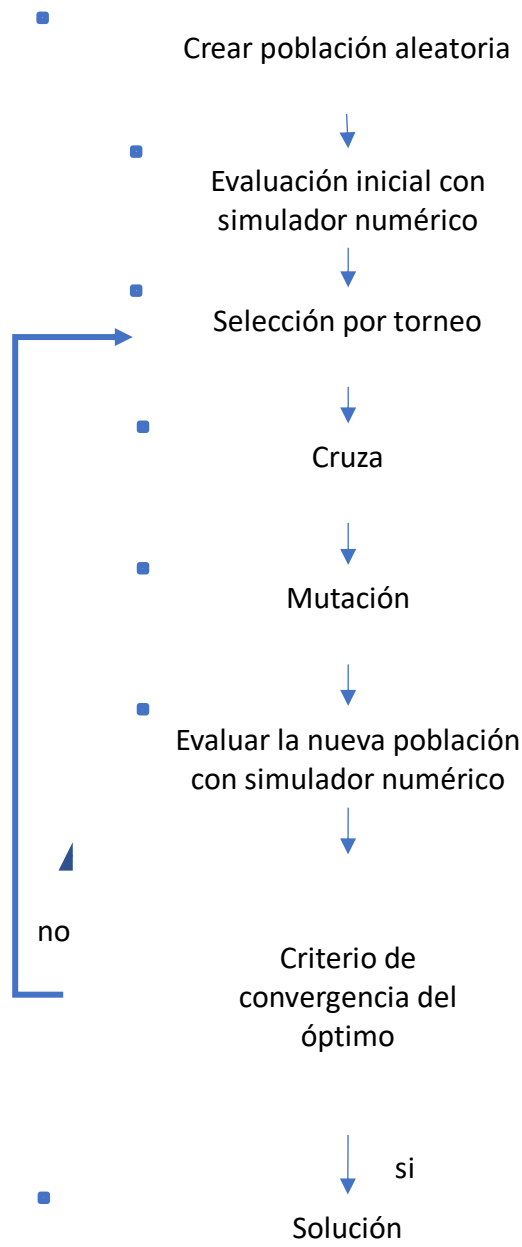 Crear población aleatoria
Evaluación inicial con
simulador numérico
Selección por torneo
Cruza
Mutación
Evaluar la nueva población
con simulador numérico
no
Criterio de
convergencia del
óptimo
si
Solución